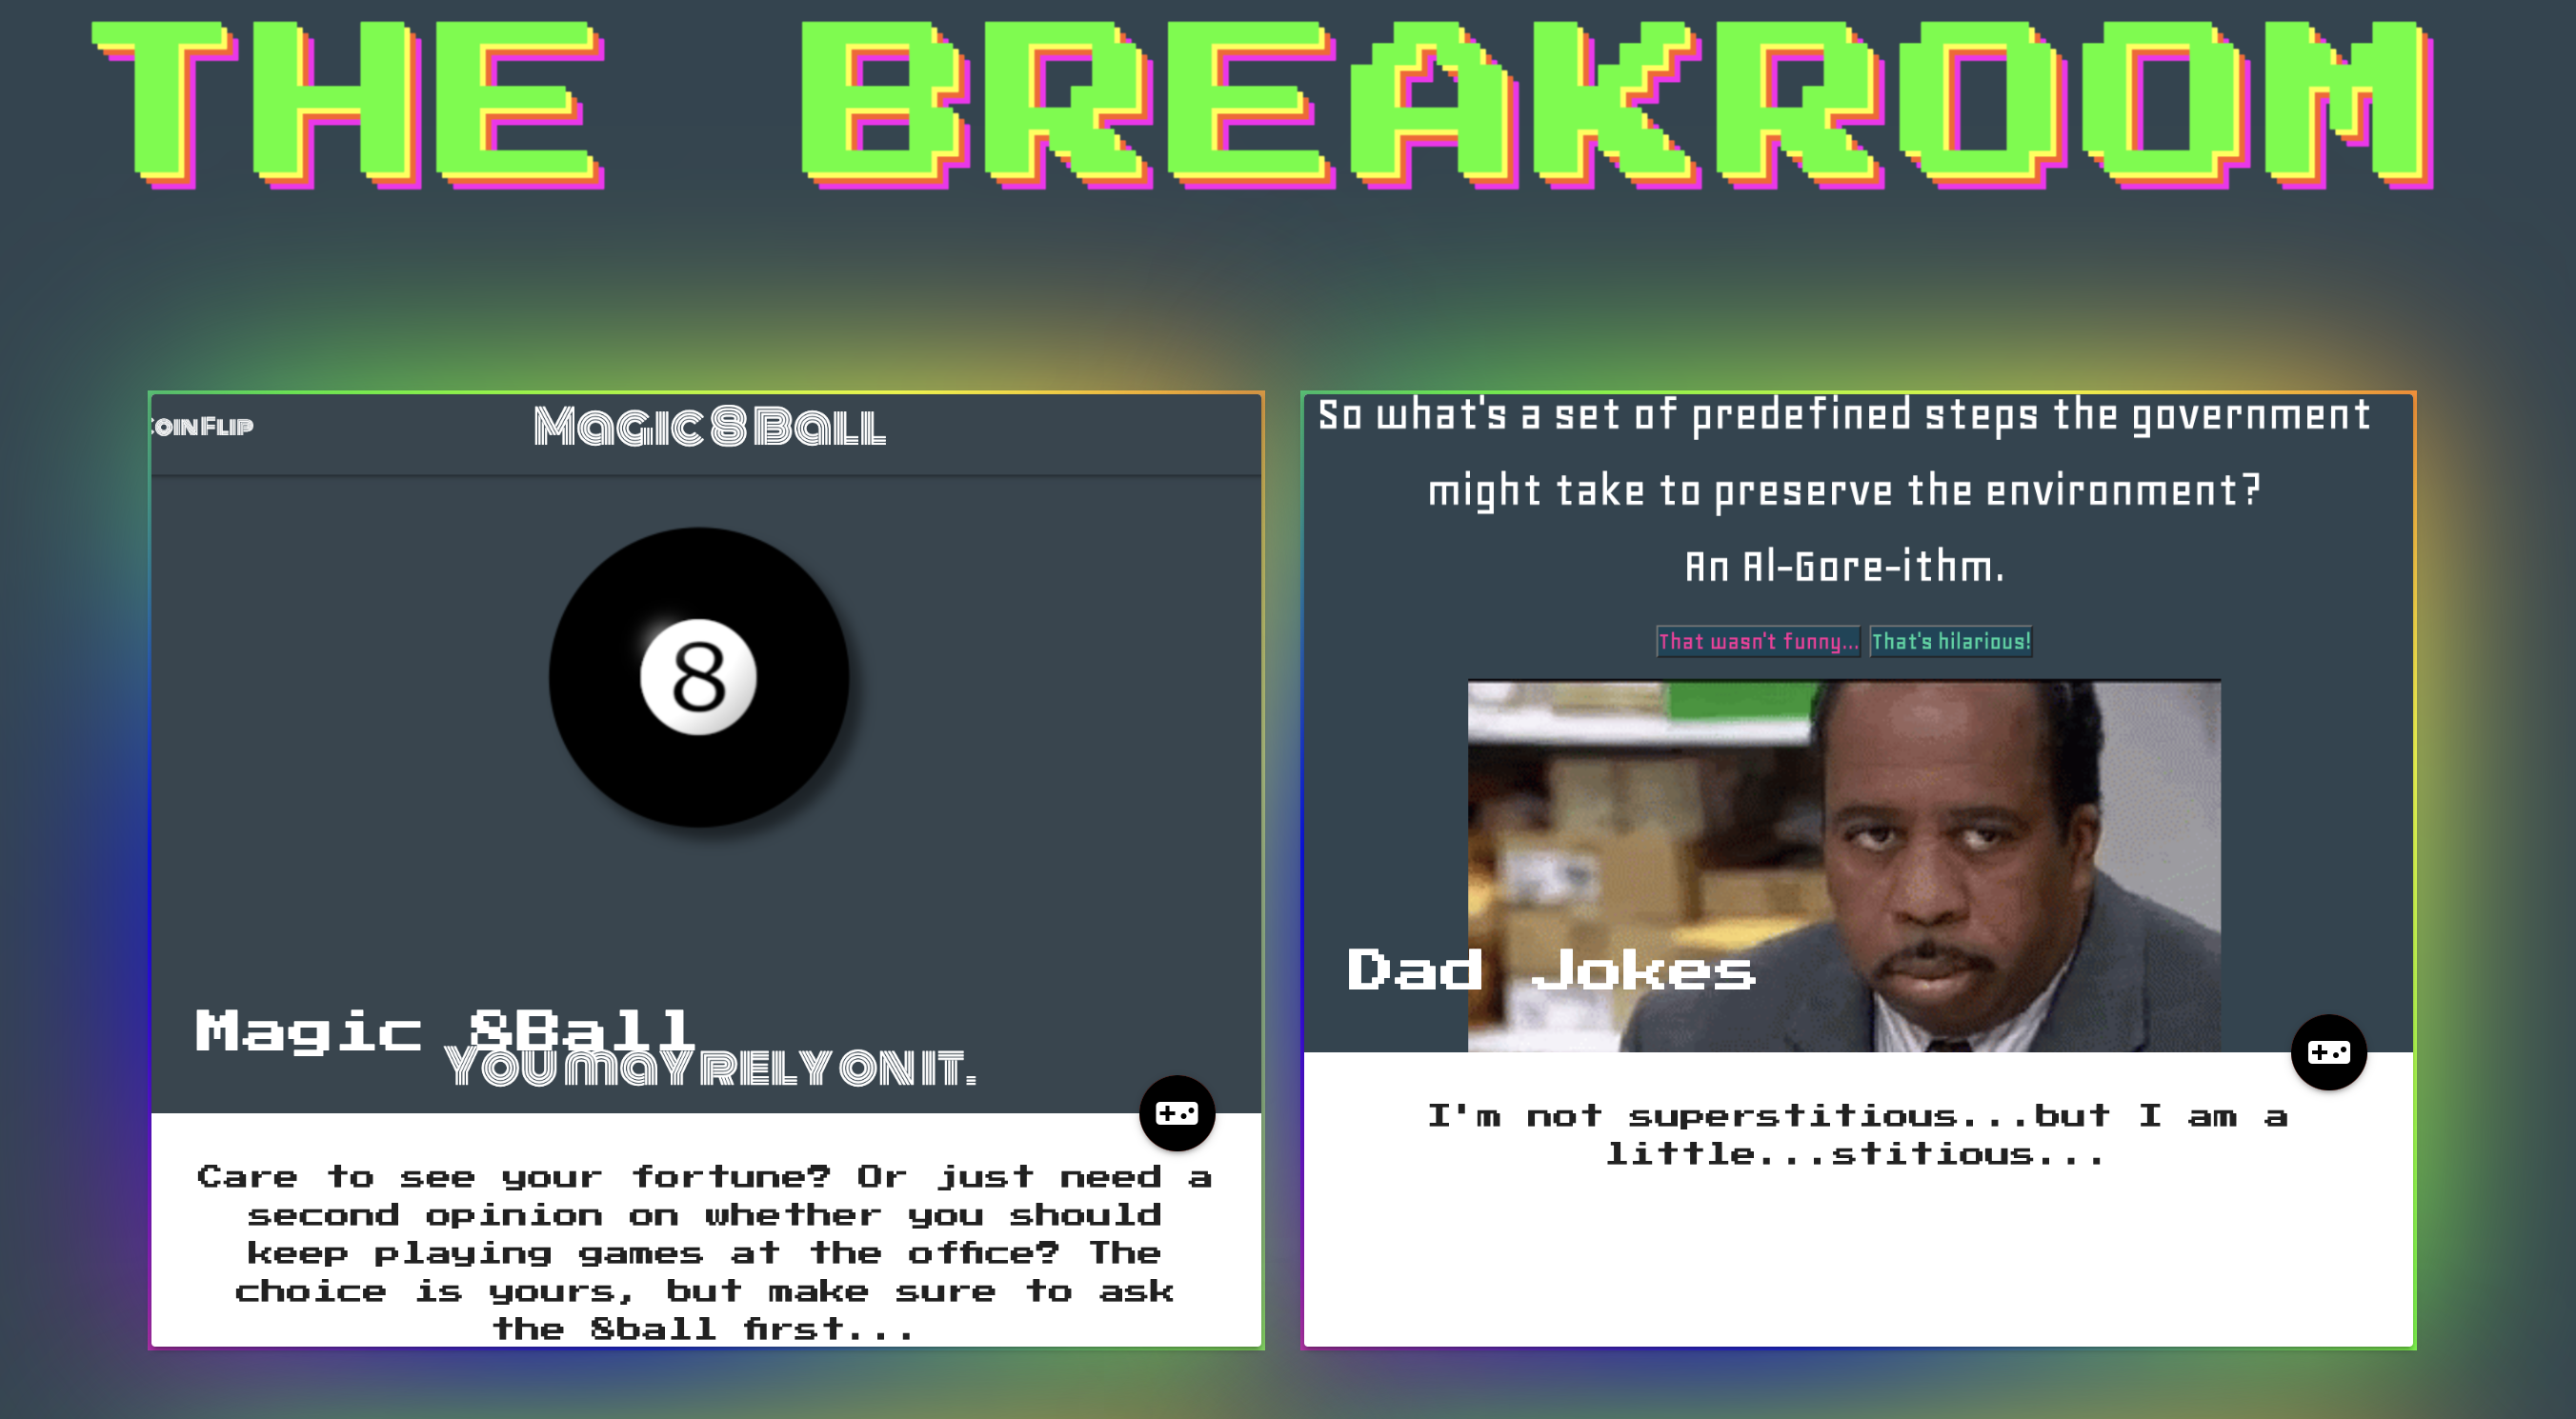 THE BREAKROOM
COIN FLIP
MAGIC 8 BALL
8
Magic 8Ball
YOU MAY RELY ON IT.
Care to see your fortune? Or just need a
second opinion on whether you should
keep playing games at the office? The
choice is yours, but make sure to ask
the 8ball first...
So what's a set of predefined steps the government
might take to preserve the environment?
An Al-Gore-ithm.
That wasn't funny... That's hilarious!
Dad Jokes
I'm not superstitious...but I am a
little...stitious...